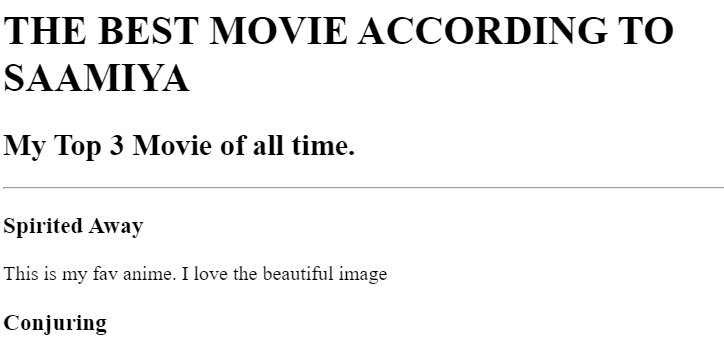 THE BEST MOVIE ACCORDING TO
SAAMIYA
My Top 3 Movie of all time.
Spirited Away
This is my fav anime. I love the beautiful image
Conjuring